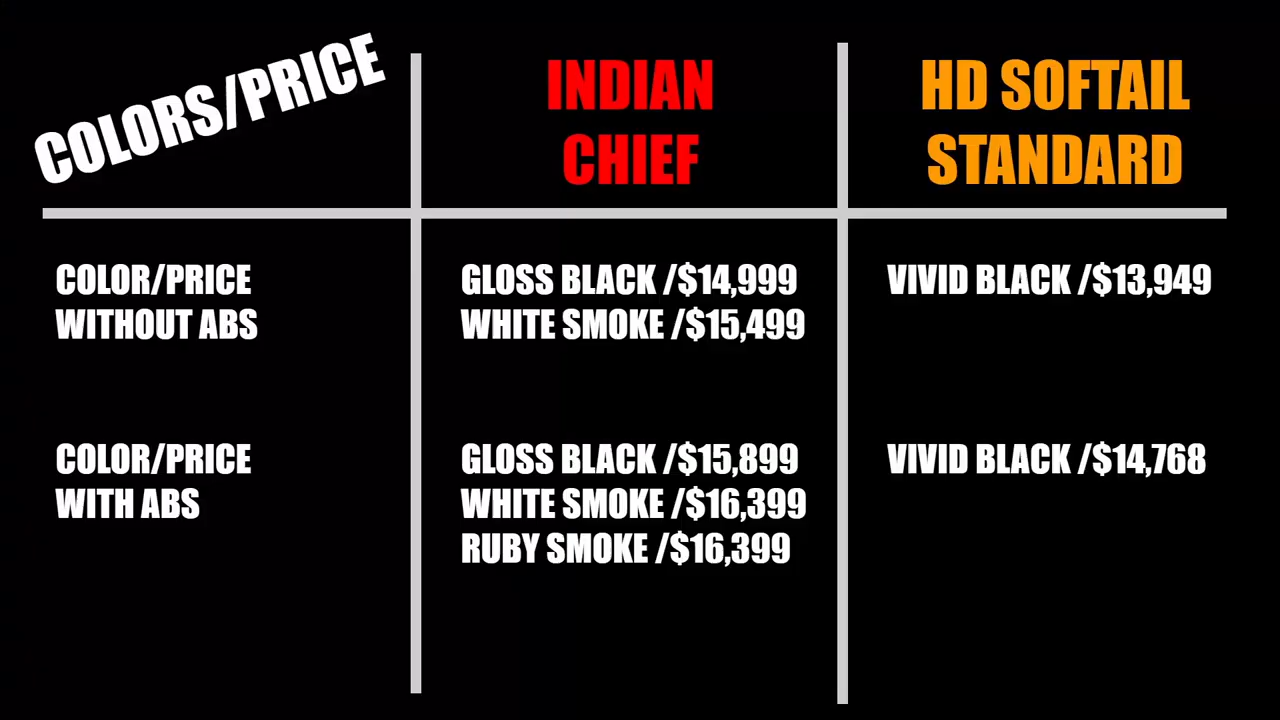 COLORS/PRICE
INDIAN
CHIEF
HD SOFTAIL
STANDARD
COLOR/PRICE
WITHOUT ABS
GLOSS BLACK /$14,999
WHITE SMOKE /$15,499
VIVID BLACK /$13,949
COLOR/PRICE
WITH ABS
GLOSS BLACK /$15,899
WHITE SMOKE /$16,399
RUBY SMOKE /$16,399
VIVID BLACK /$14,768